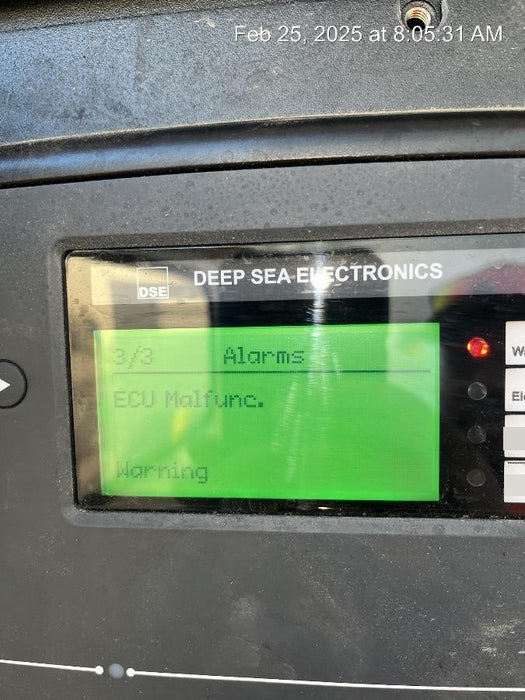 Feb 25, 2025 at 8:05:31 AM
DSE
DEEP SEA ELECTRONICS
3/3 Alarms
ECU Malfunc.
Warning